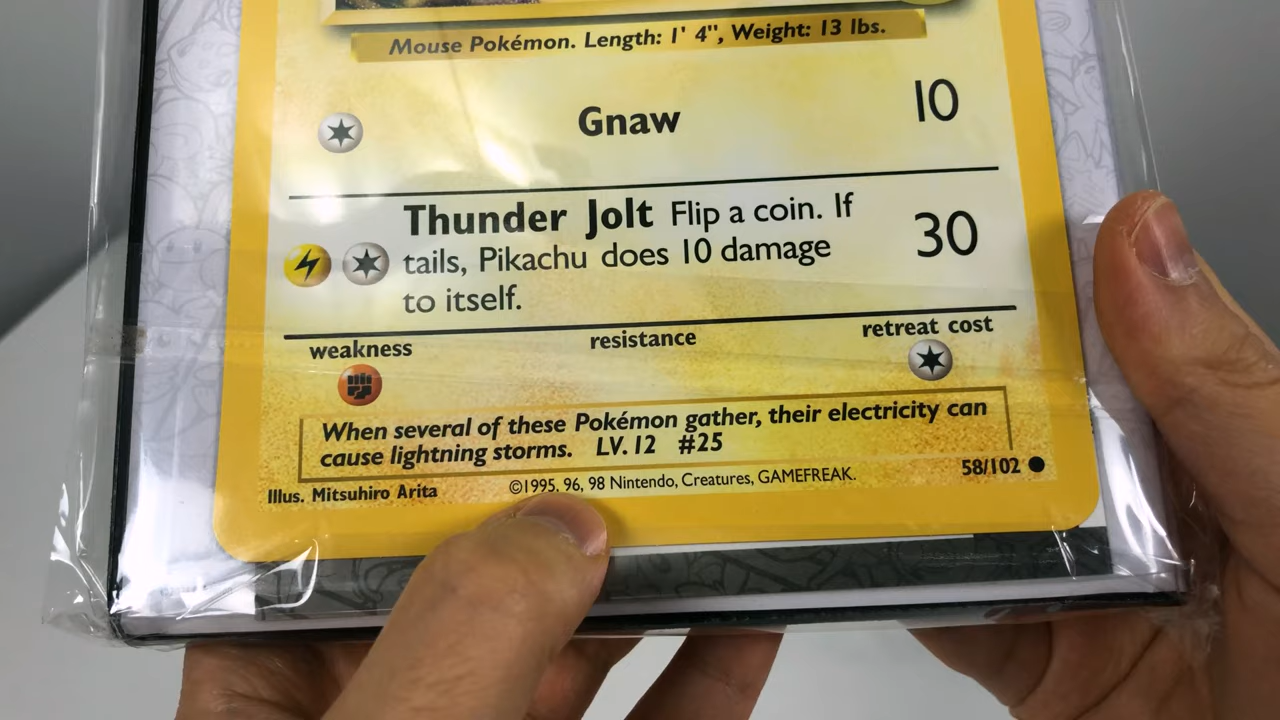 Mouse Pokémon. Length: 1' 4", Weight: 13 lbs.
Gnaw 10
Thunder Jolt Flip a coin. If
tails, Pikachu does 10 damage
to itself.
30
weakness resistance retreat cost
When several of these Pokémon gather, their electricity can
cause lightning storms. LV. 12 #25
Illus. Mitsuhiro Arita ©1995, 96, 98 Nintendo, Creatures, GAMEFREAK. 58/102